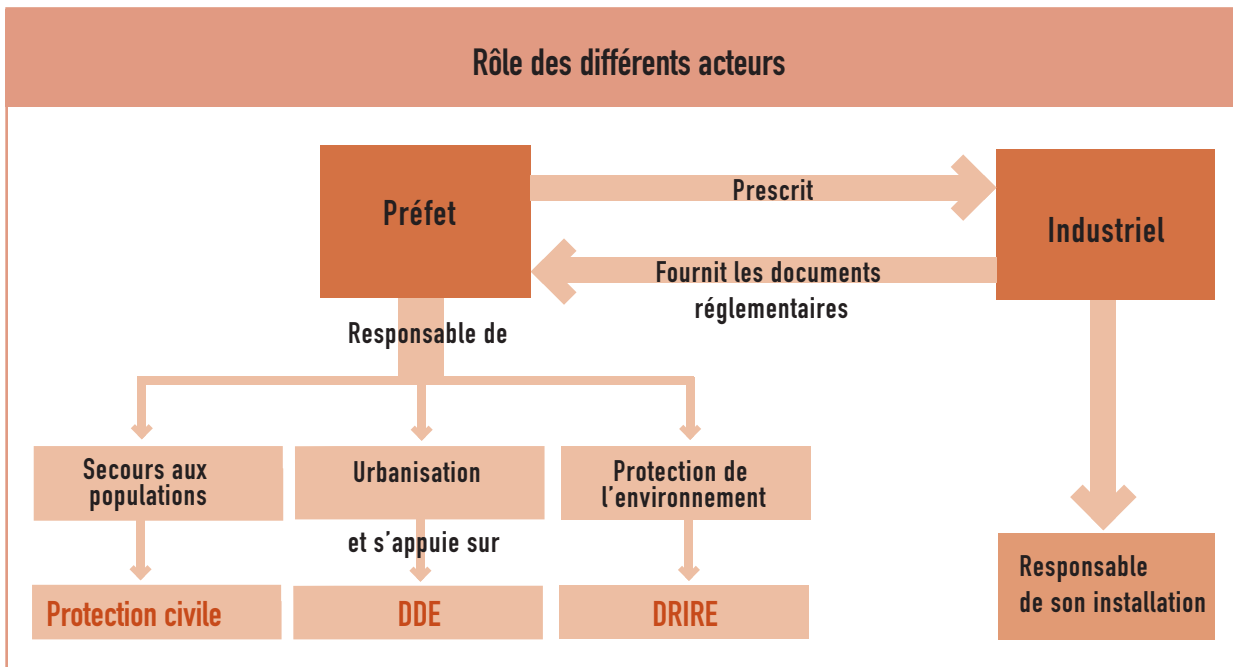 Rôle des différents acteurs
Préfet
Prescrit
Industriel
Fournit les documents
réglementaires
Responsable de
Secours aux
populations
Urbanisation
Protection de
l’environnement
et s’appuie sur
Protection civile
DDE
DRIRE
Responsable
de son installation